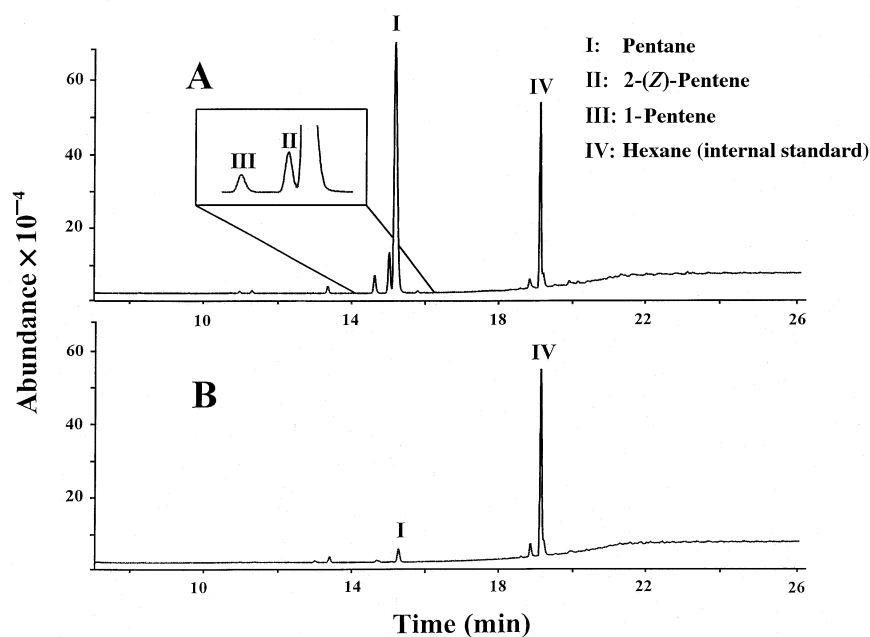 I
I: Pentane
II: 2-(Z)-Pentene
III: 1-Pentene
IV: Hexane (internal standard)
A
IV
III
II
60
40
20
10
14
18
22
26
Abundance × 10⁻⁴
B
IV
I
60
40
20
10
14
18
22
26
Time (min)